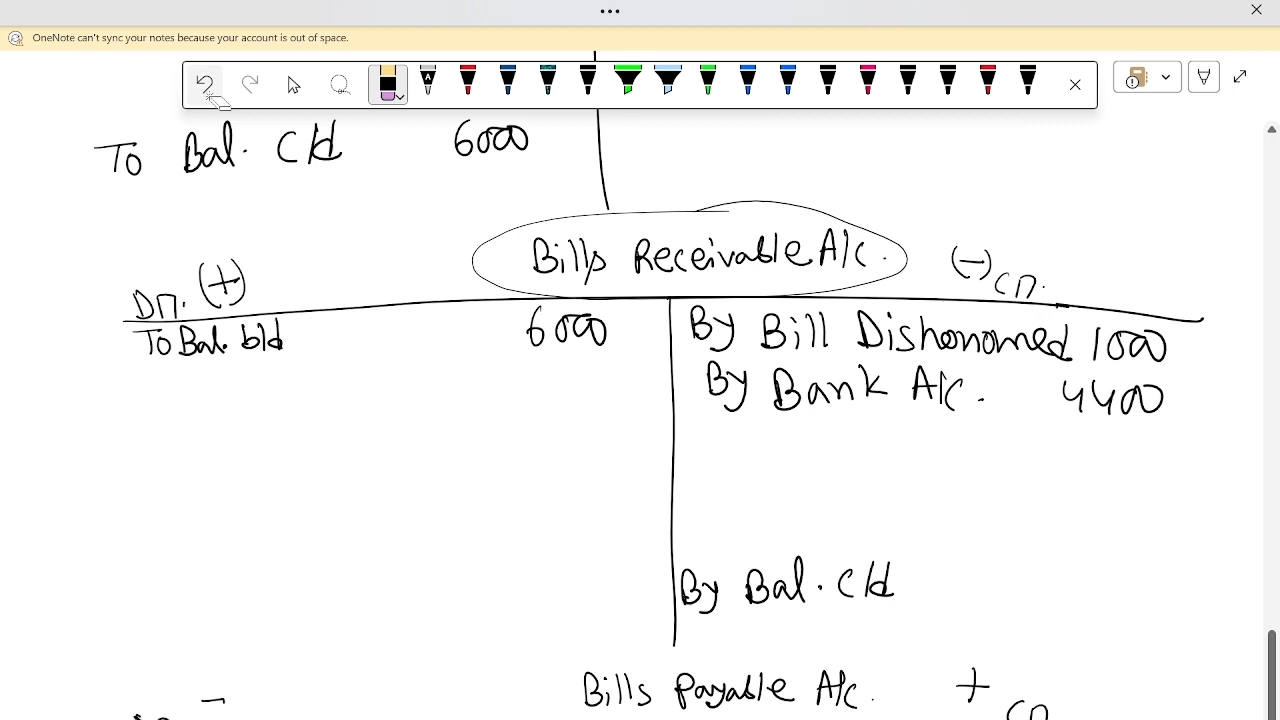 OneNote can't sync your notes because your account is out of space.
A
To Bal. C/d 6000
Bills Receivable A/c.
Dr. (+) (-) Cr.
To Bal. b/d 6000 By Bill Dishonored 1000
By Bank A/c. 4400
By Bal. C/d
Bills Payable A/c. +
- Cr